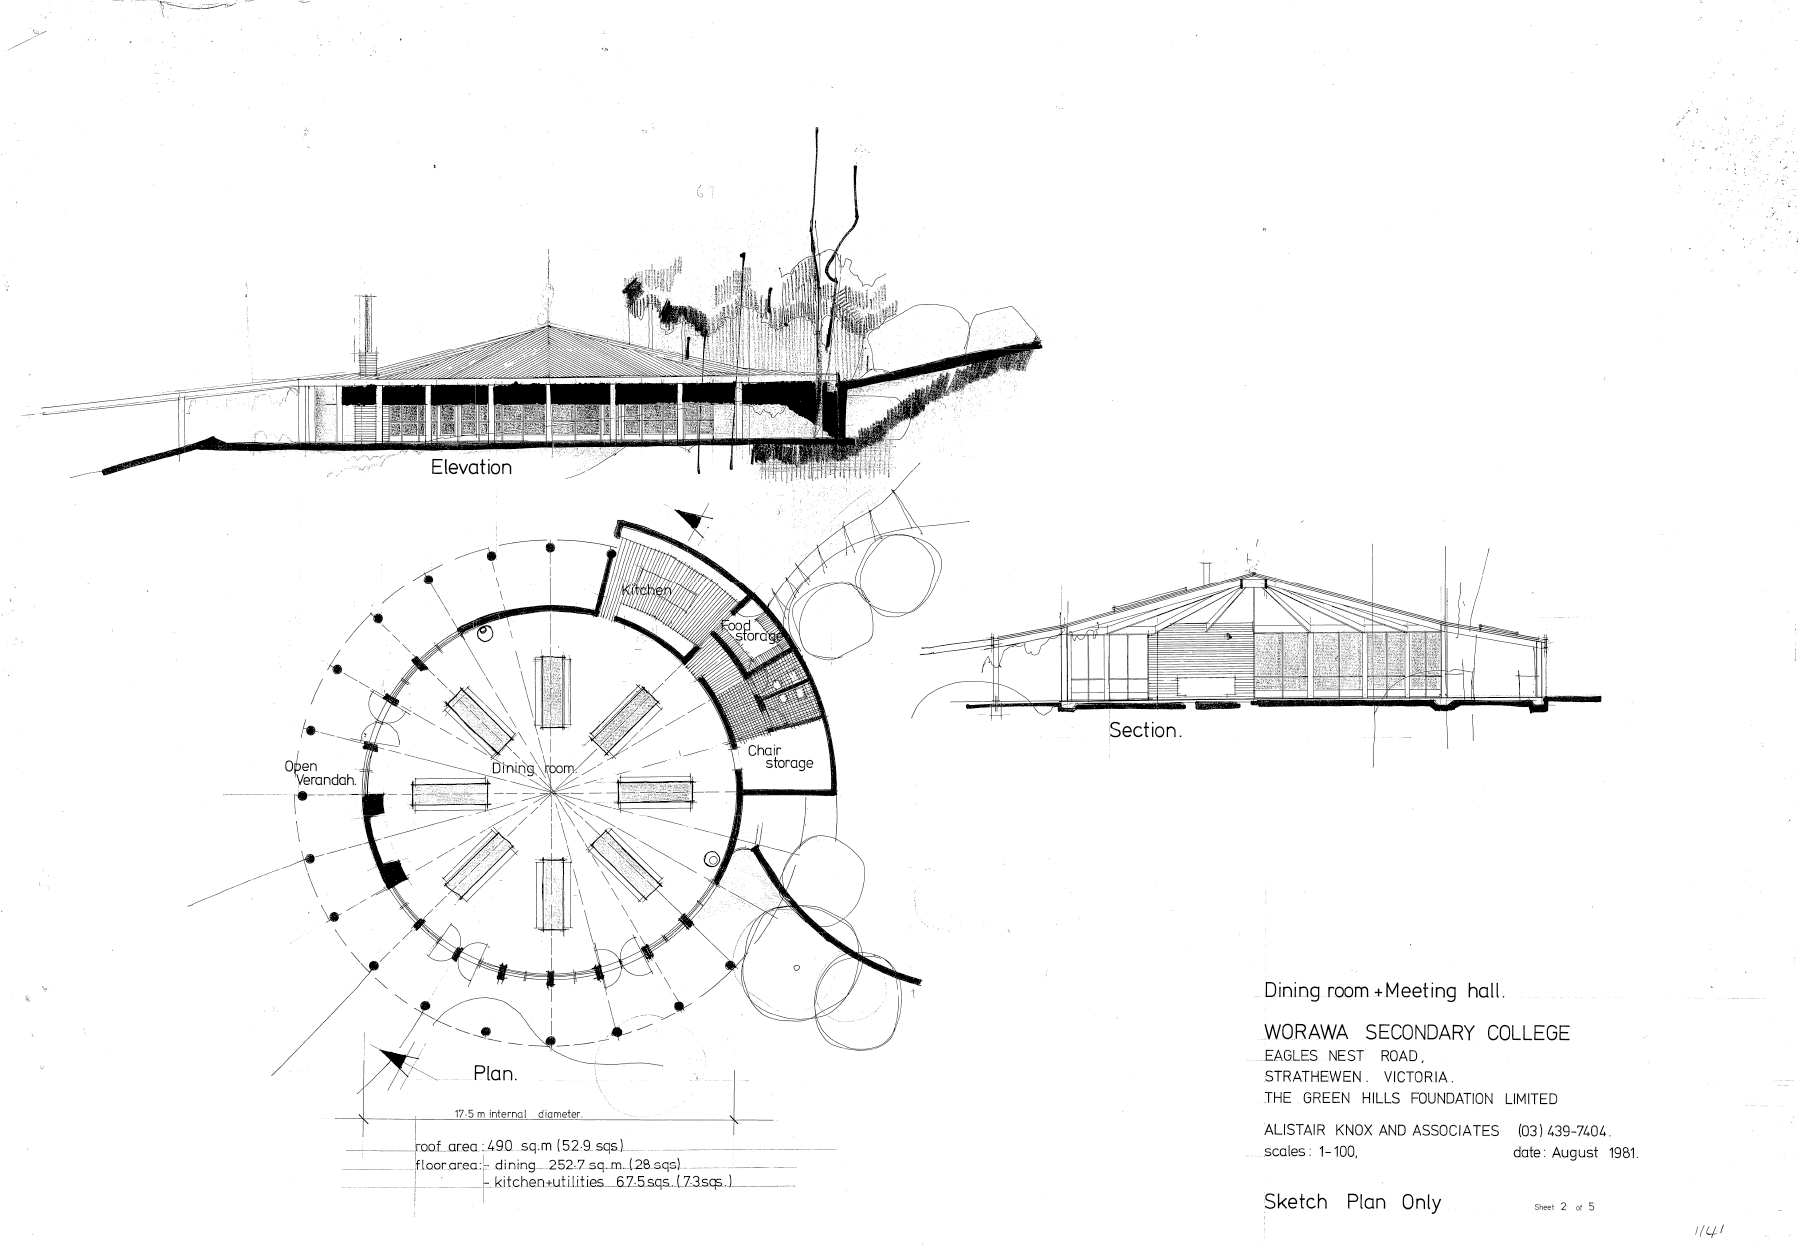 67
Elevation
Kitchen
Food
storage
Dining room.
Chair
storage
Open
Verandah.
Section.
Plan.
17·5 m internal diameter.
roof area : 490 sq.m (52·9 sqs)
floor area :- dining 252·7 sq. m. (28 sqs)
- kitchen+utilities 67·5 sqs. (7·3 sqs.)
Dining room + Meeting hall.
WORAWA SECONDARY COLLEGE
EAGLES NEST ROAD,
STRATHEWEN. VICTORIA.
THE GREEN HILLS FOUNDATION LIMITED
ALISTAIR KNOX AND ASSOCIATES (03) 439-7404.
scales : 1-100, date : August 1981.
Sketch Plan Only Sheet 2 of 5
1141